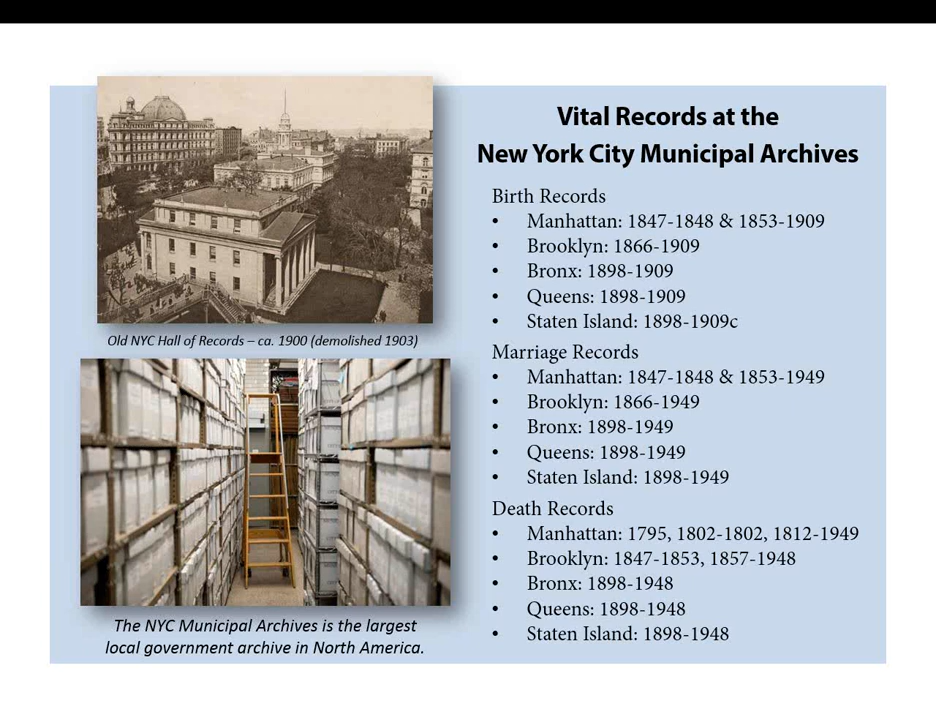 Vital Records at the
New York City Municipal Archives
Birth Records
• Manhattan: 1847-1848 & 1853-1909
• Brooklyn: 1866-1909
• Bronx: 1898-1909
• Queens: 1898-1909
• Staten Island: 1898-1909c
Marriage Records
• Manhattan: 1847-1848 & 1853-1949
• Brooklyn: 1866-1949
• Bronx: 1898-1949
• Queens: 1898-1949
• Staten Island: 1898-1949
Death Records
• Manhattan: 1795, 1802-1802, 1812-1949
• Brooklyn: 1847-1853, 1857-1948
• Bronx: 1898-1948
• Queens: 1898-1948
• Staten Island: 1898-1948
Old NYC Hall of Records – ca. 1900 (demolished 1903)
The NYC Municipal Archives is the largest
local government archive in North America.